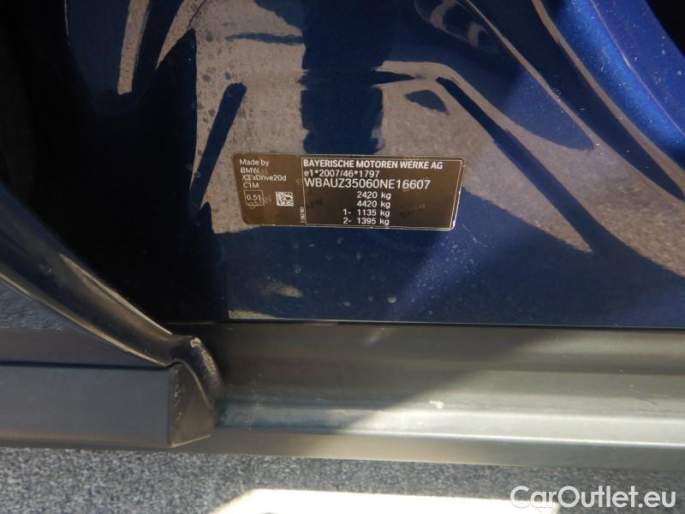 Made by
BMW
X3 xDrive20d
C1M
0.51
BAYERISCHE MOTOREN WERKE AG
e1*2007/46*1797
WBAUZ35060NE16607
2420 kg
4420 kg
1- 1135 kg
2- 1395 kg
CarOutlet.eu